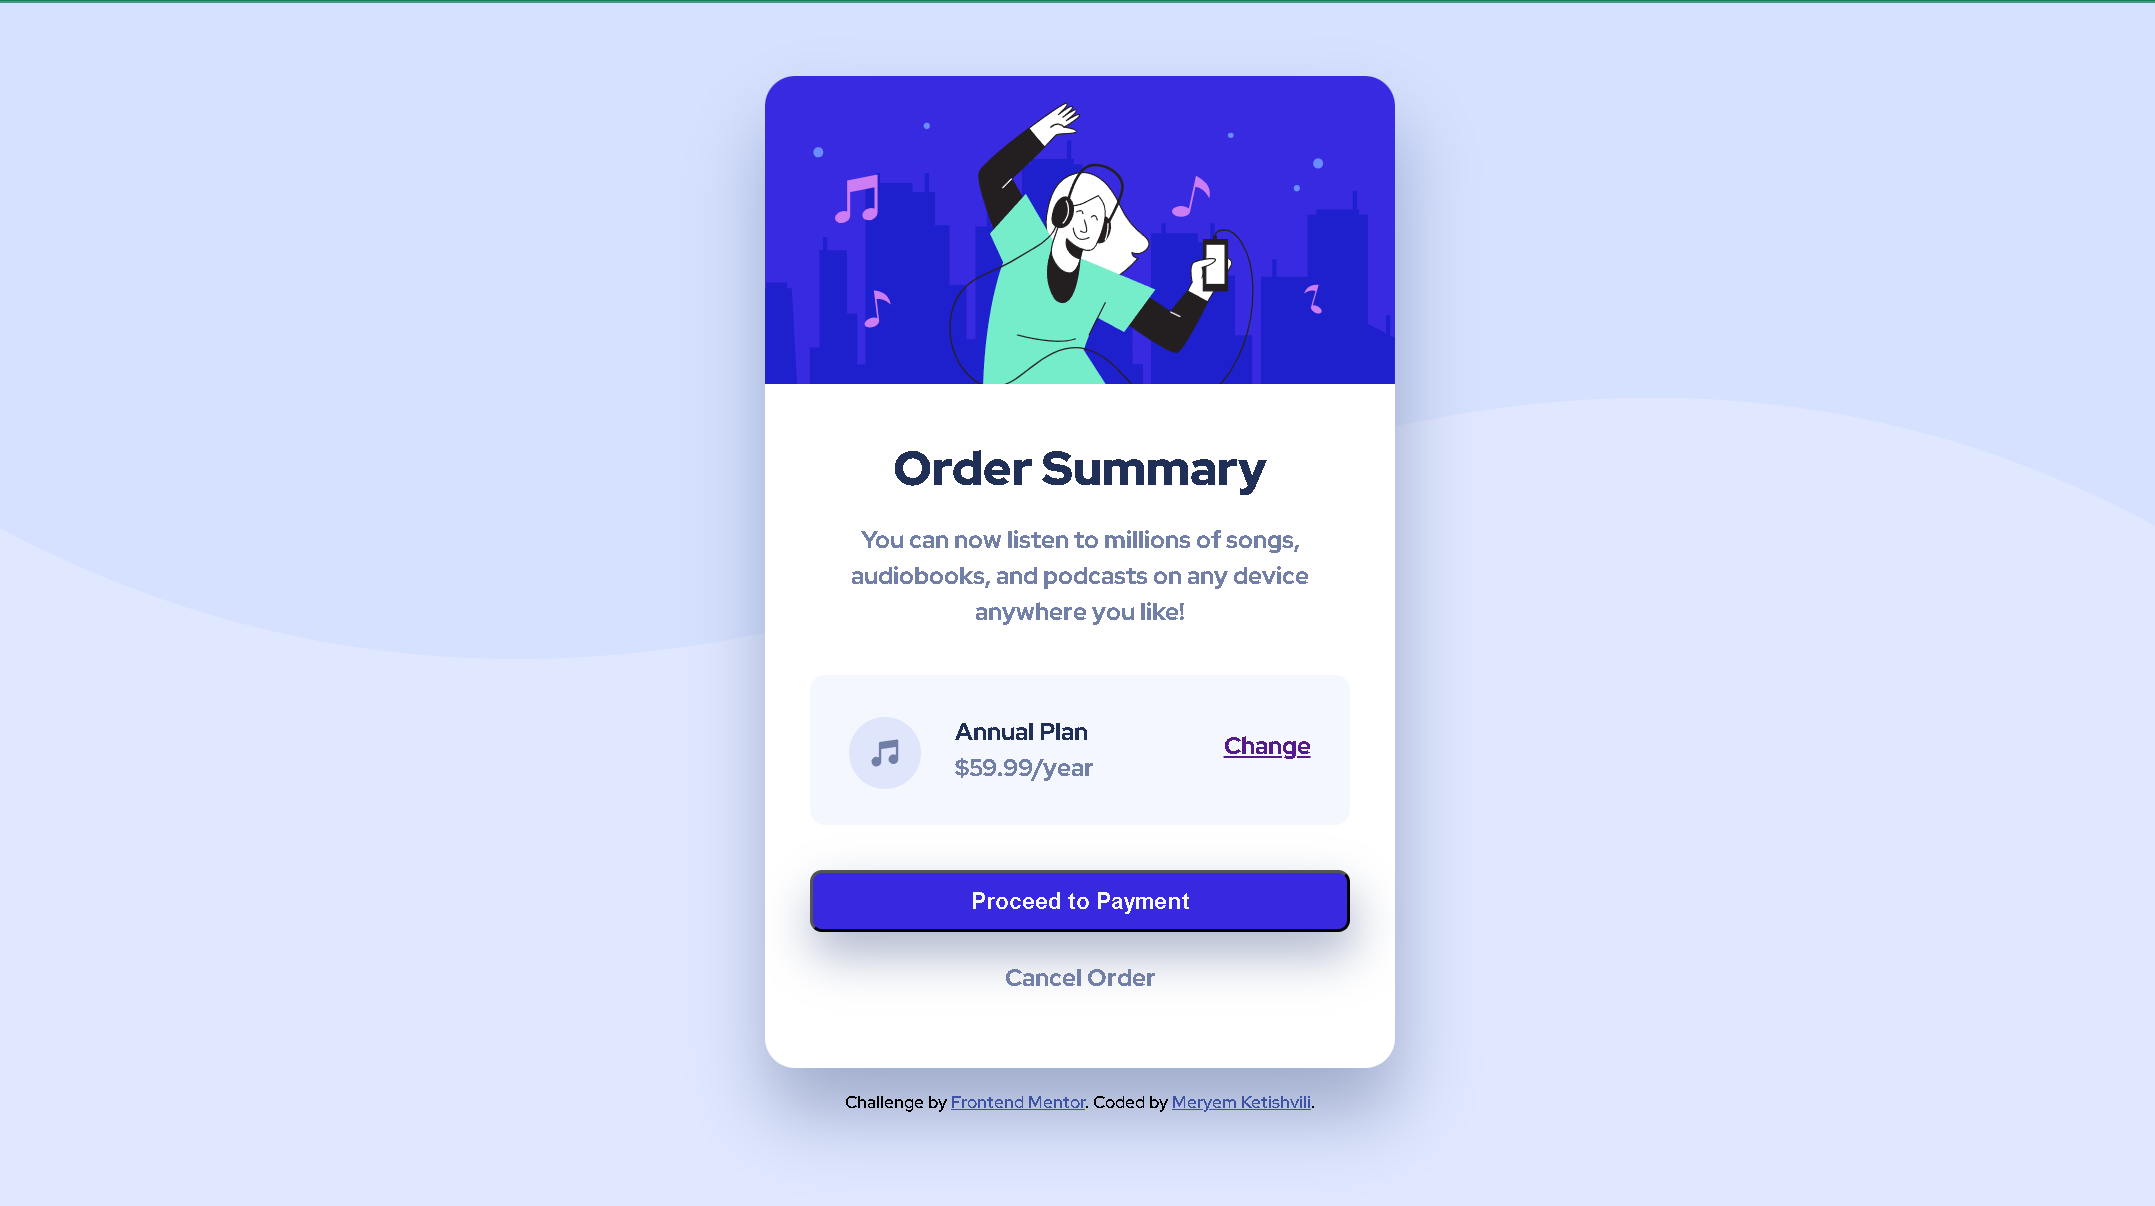 Order Summary
You can now listen to millions of songs,
audiobooks, and podcasts on any device
anywhere you like!
Annual Plan
$59.99/year
Change
Proceed to Payment
Cancel Order
Challenge by Frontend Mentor. Coded by Meryem Ketishvili.